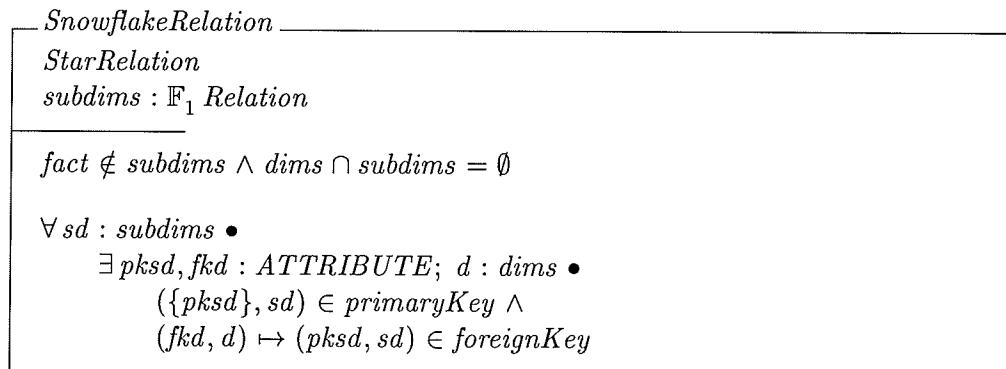 SnowflakeRelation
StarRelation
subdims : 𝔽₁ Relation
fact ∉ subdims ∧ dims ∩ subdims = ∅
∀ sd : subdims •
∃ pksd, fkd : ATTRIBUTE; d : dims •
({pksd}, sd) ∈ primaryKey ∧
(fkd, d) ↦ (pksd, sd) ∈ foreignKey